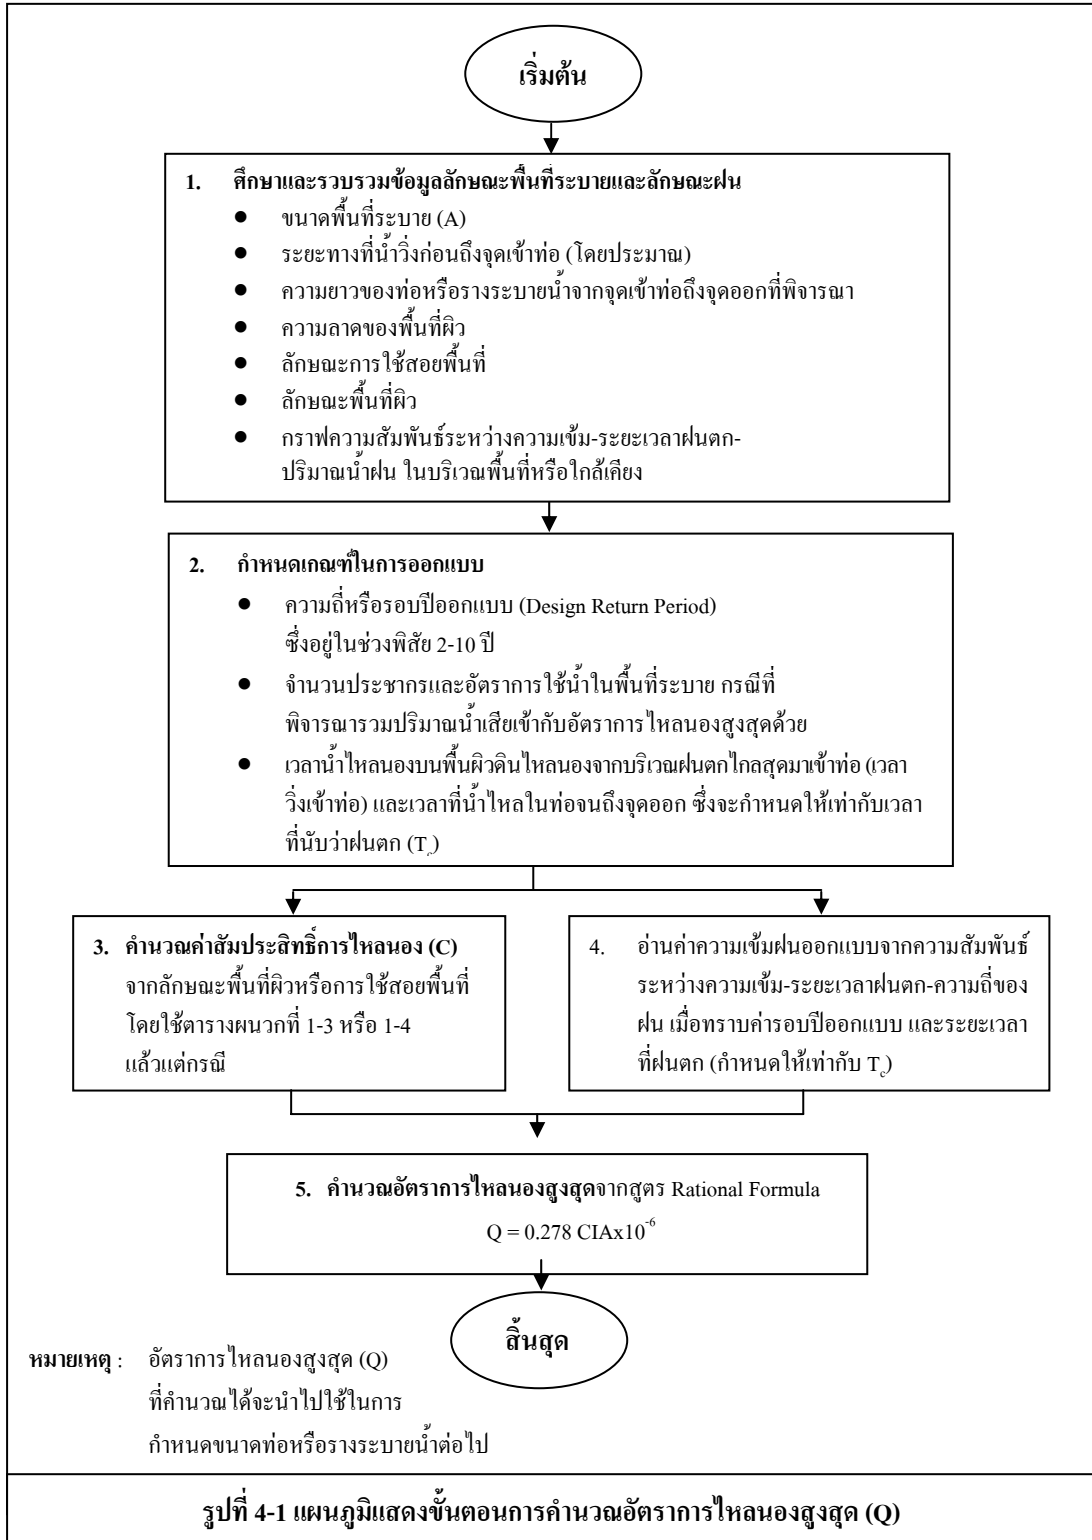 เริ่มต้น
1. ศึกษาและรวบรวมข้อมูลลักษณะพื้นที่ระบายและลักษณะฝน
● ขนาดพื้นที่ระบาย (A)
● ระยะทางที่น้ำวิ่งก่อนถึงจุดเข้าท่อ (โดยประมาณ)
● ความยาวของท่อหรือรางระบายน้ำจากจุดเข้าท่อถึงจุดออกที่พิจารณา
● ความลาดของพื้นที่ผิว
● ลักษณะการใช้สอยพื้นที่
● ลักษณะพื้นที่ผิว
● กราฟความสัมพันธ์ระหว่างความเข้ม-ระยะเวลาฝนตก-
ปริมาณน้ำฝน ในบริเวณพื้นที่หรือใกล้เคียง
2. กำหนดเกณฑ์ในการออกแบบ
● ความถี่หรือรอบปีออกแบบ (Design Return Period)
ซึ่งอยู่ในช่วงพิสัย 2-10 ปี
● จำนวนประชากรและอัตราการใช้น้ำในพื้นที่ระบาย กรณีที่
พิจารณารวมปริมาณน้ำเสียเข้ากับอัตราการไหลนองสูงสุดด้วย
● เวลาน้ำไหลนองบนพื้นผิวดินไหลนองจากบริเวณฝนตกไกลสุดมาเข้าท่อ (เวลา
วิ่งเข้าท่อ) และเวลาที่น้ำไหลในท่อจนถึงจุดออก ซึ่งจะกำหนดให้เท่ากับเวลา
ที่นับว่าฝนตก (T_c)
3. คำนวณค่าสัมประสิทธิ์การไหลนอง (C)
จากลักษณะพื้นที่ผิวหรือการใช้สอยพื้นที่
โดยใช้ตารางผนวกที่ 1-3 หรือ 1-4
แล้วแต่กรณี
4. อ่านค่าความเข้มฝนออกแบบจากความสัมพันธ์
ระหว่างความเข้ม-ระยะเวลาฝนตก-ความถี่ของ
ฝน เมื่อทราบค่ารอบปีออกแบบ และระยะเวลา
ที่ฝนตก (กำหนดให้เท่ากับ T_c)
5. คำนวณอัตราการไหลนองสูงสุดจากสูตร Rational Formula
Q = 0.278 CIAx10^-6
สิ้นสุด
หมายเหตุ : อัตราการไหลนองสูงสุด (Q)
ที่คำนวณได้จะนำไปใช้ในการ
กำหนดขนาดท่อหรือรางระบายน้ำต่อไป
รูปที่ 4-1 แผนภูมิแสดงขั้นตอนการคำนวณอัตราการไหลนองสูงสุด (Q)